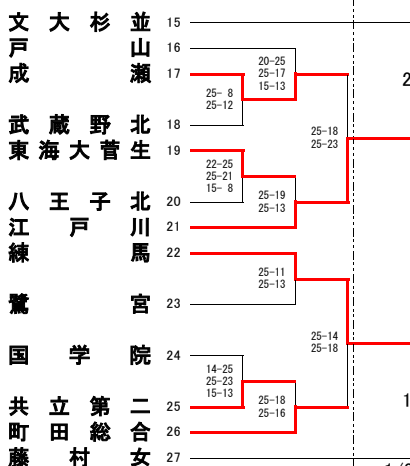 文大杉並 15
戸山 16
成瀬 17
武蔵野北 18
東海大菅生 19
八王子北 20
江戸川 21
練馬 22
鷺宮 23
国学院 24
共立第二 25
町田総合 26
藤村女 27
20-25
25-17
15-13
25- 8
25-12
2
25-18
25-23
22-25
25-21
15- 8
25-19
25-13
25-11
25-13
25-14
25-18
14-25
25-23
15-13
25-18
25-16
1